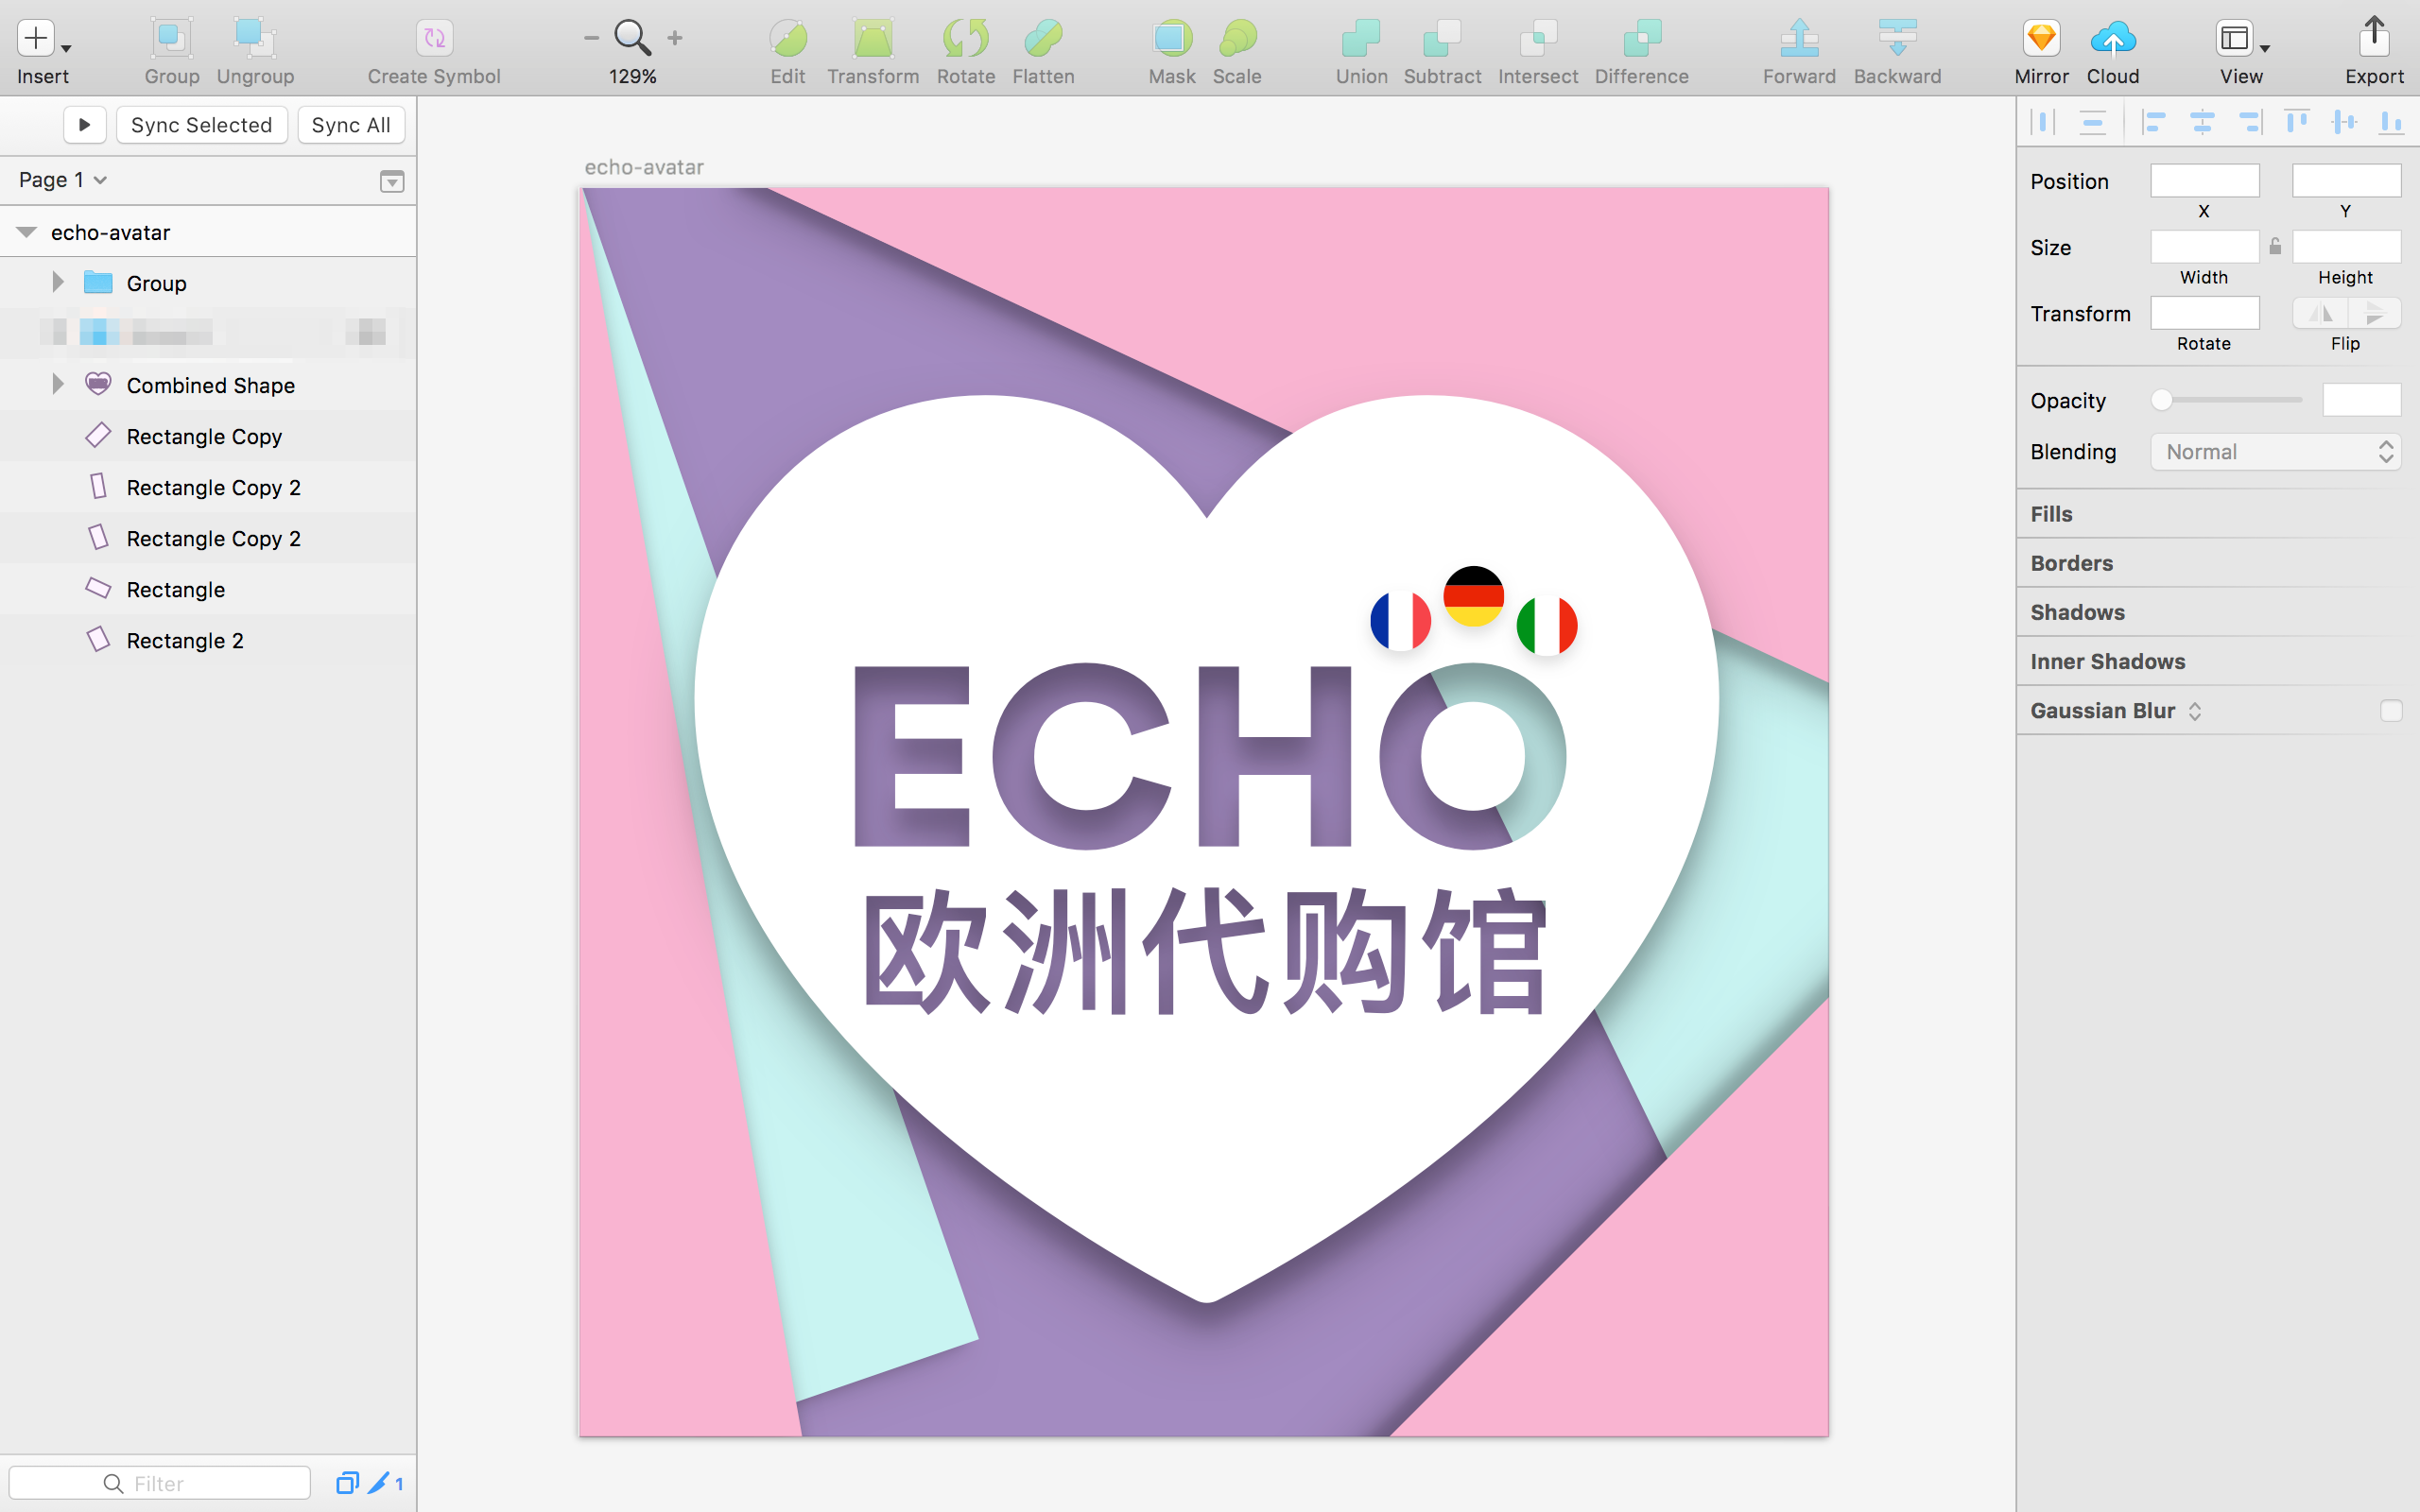 Insert
Group
Ungroup
Create Symbol
129%
Edit
Transform
Rotate
Flatten
Mask
Scale
Union
Subtract
Intersect
Difference
Forward
Backward
Mirror
Cloud
View
Export
Sync Selected
Sync All
Page 1
echo-avatar
Group
Combined Shape
Rectangle Copy
Rectangle Copy 2
Rectangle Copy 2
Rectangle
Rectangle 2
Filter
1
echo-avatar
ECHO
欧洲代购馆
Position
X
Y
Size
Width
Height
Transform
Rotate
Flip
Opacity
Blending
Normal
Fills
Borders
Shadows
Inner Shadows
Gaussian Blur